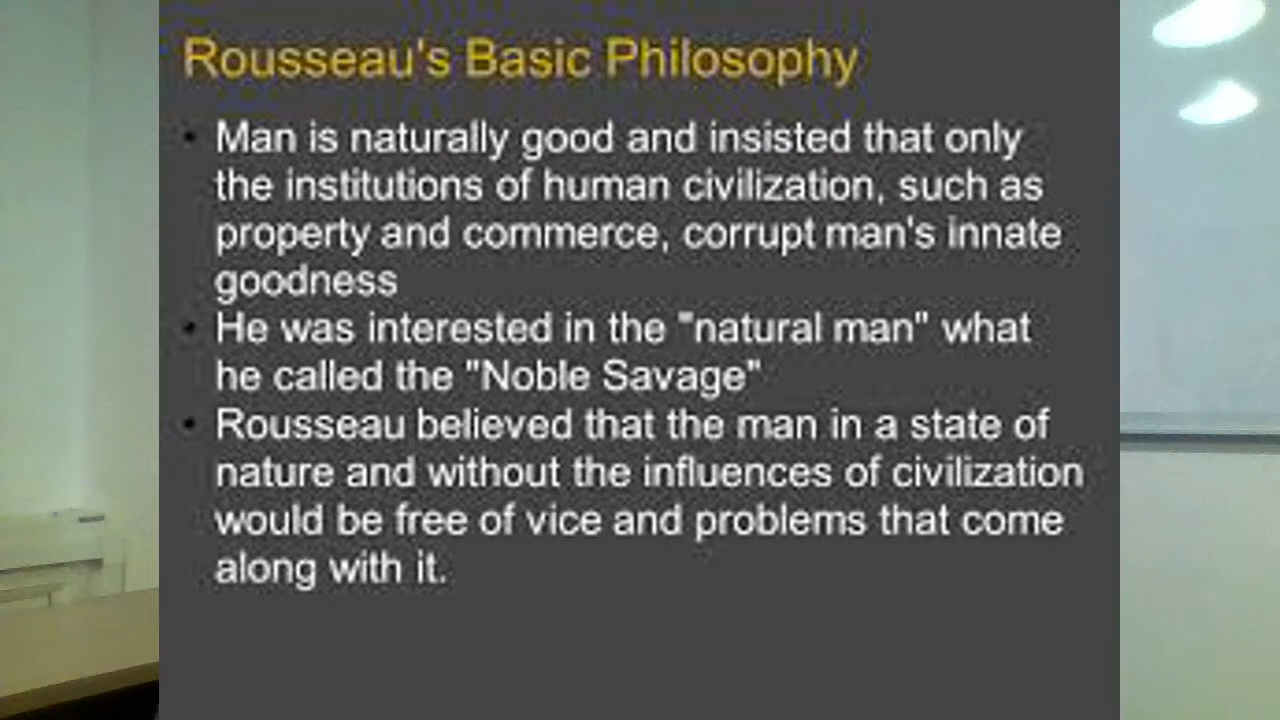 Rousseau's Basic Philosophy
• Man is naturally good and insisted that only
the institutions of human civilization, such as
property and commerce, corrupt man's innate
goodness
• He was interested in the "natural man" what
he called the "Noble Savage"
• Rousseau believed that the man in a state of
nature and without the influences of civilization
would be free of vice and problems that come
along with it.